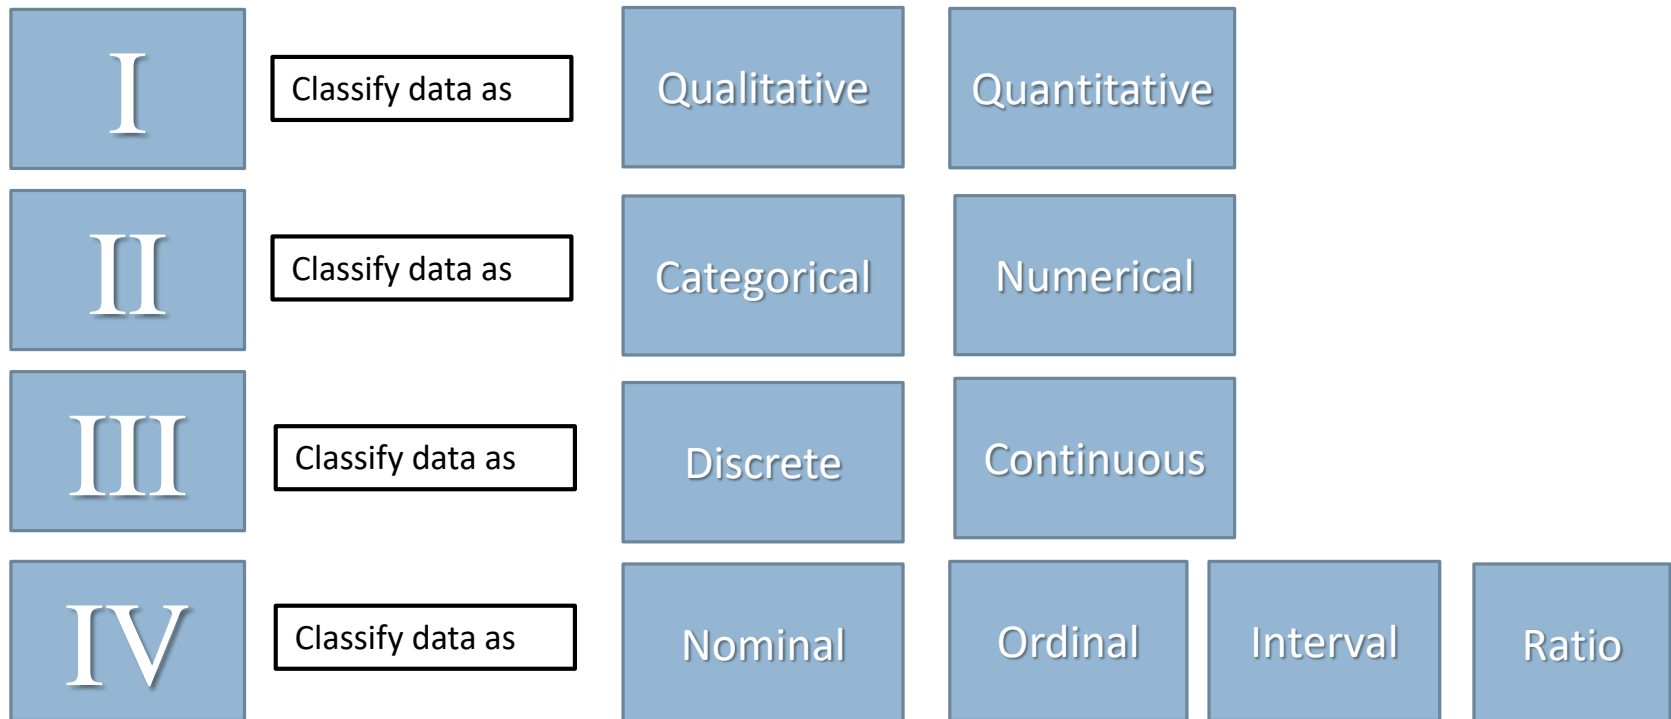 I
Classify data as
Qualitative
Quantitative
II
Classify data as
Categorical
Numerical
III
Classify data as
Discrete
Continuous
IV
Classify data as
Nominal
Ordinal
Interval
Ratio